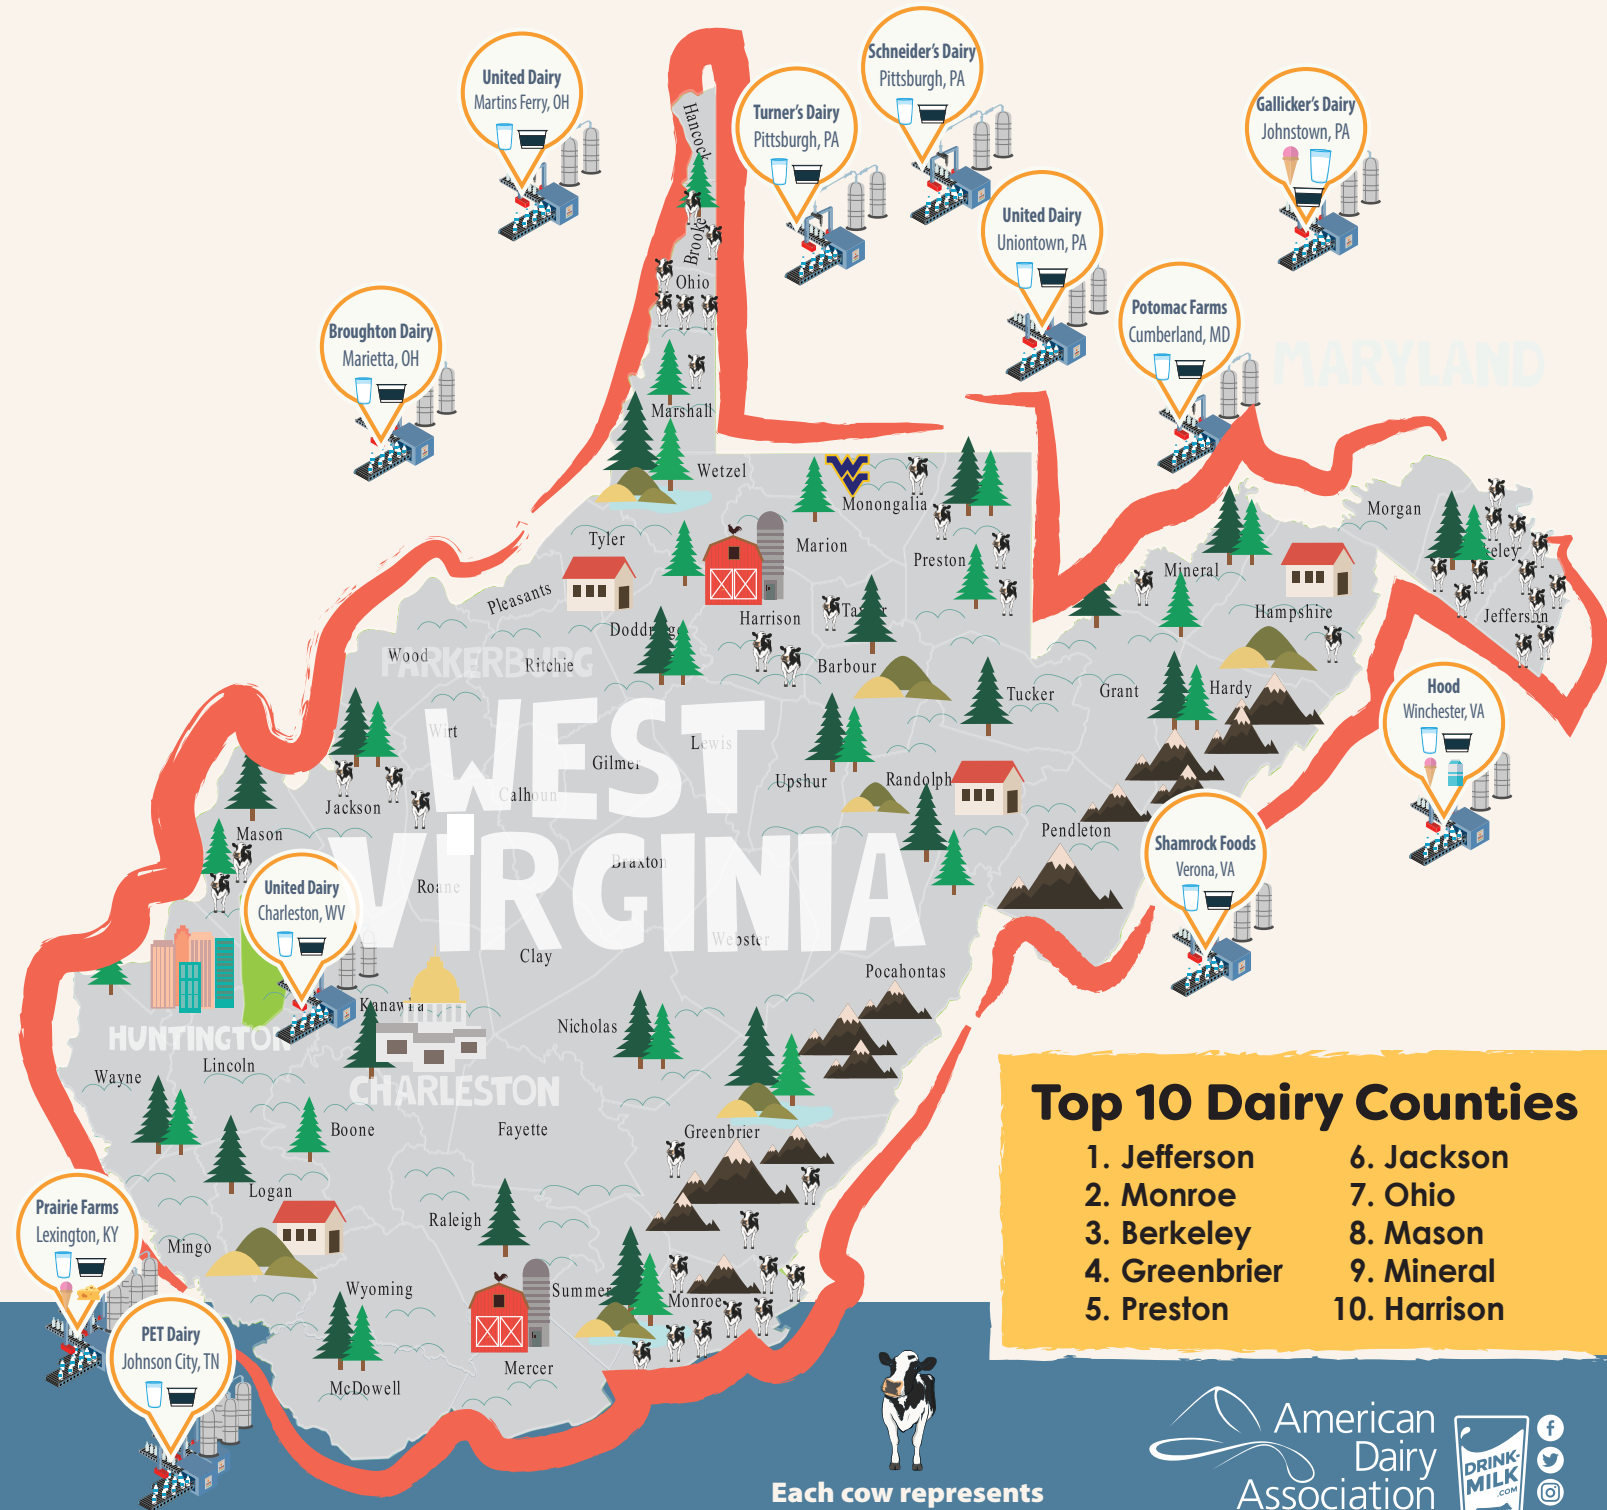 Schneider's Dairy
Pittsburgh, PA
United Dairy
Martins Ferry, OH
Turner's Dairy
Pittsburgh, PA
Gallicker's Dairy
Johnstown, PA
United Dairy
Uniontown, PA
Broughton Dairy
Marietta, OH
Potomac Farms
Cumberland, MD
MARYLAND
Hancock
Brooke
Ohio
Marshall
Wetzel
Monongalia
Morgan
Tyler
Marion
Preston
Mineral
Pleasants
Harrison
Hampshire
Jefferson
Wood
PARKERBURG
Ritchie
Barbour
Tucker
Grant
Hardy
Hood
Winchester, VA
Wirt
WEST
Lewis
Gilmer
Calhoun
Upshur
Randolph
Jackson
Mason
VIRGINIA
Pendleton
Shamrock Foods
Verona, VA
Braxton
Roane
United Dairy
Charleston, WV
Webster
Clay
Pocahontas
Kanawha
Nicholas
HUNTINGTON
Lincoln
Wayne
CHARLESTON
Boone
Fayette
Greenbrier
Logan
Raleigh
Prairie Farms
Lexington, KY
Mingo
Wyoming
Summer
Monroe
PET Dairy
Johnson City, TN
Mercer
McDowell
Top 10 Dairy Counties
1. Jefferson
2. Monroe
3. Berkeley
4. Greenbrier
5. Preston
6. Jackson
7. Ohio
8. Mason
9. Mineral
10. Harrison
American
Dairy
Association
DRINK-
MILK
.COM
Each cow represents